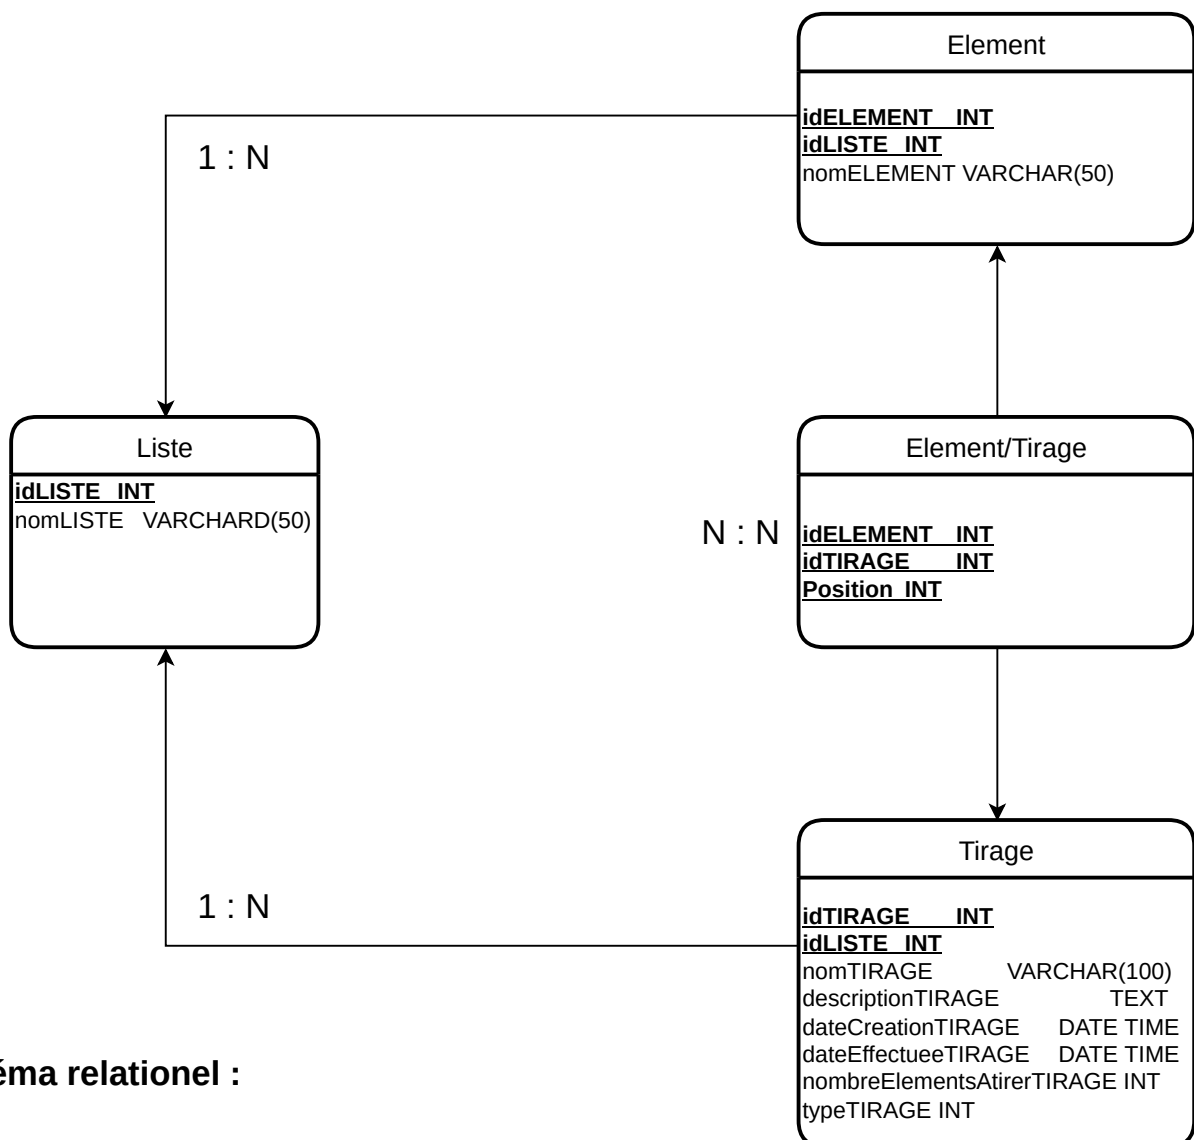 Element
idELEMENT INT
idLISTE INT
nomELEMENT VARCHAR(50)
1 : N
Liste
idLISTE INT
nomLISTE VARCHARD(50)
Element/Tirage
N : N
idELEMENT INT
idTIRAGE INT
Position INT
1 : N
Tirage
idTIRAGE INT
idLISTE INT
nomTIRAGE VARCHAR(100)
descriptionTIRAGE TEXT
dateCreationTIRAGE DATE TIME
dateEffectueeTIRAGE DATE TIME
nombreElementsAtirerTIRAGE INT
typeTIRAGE INT
éma relationel :